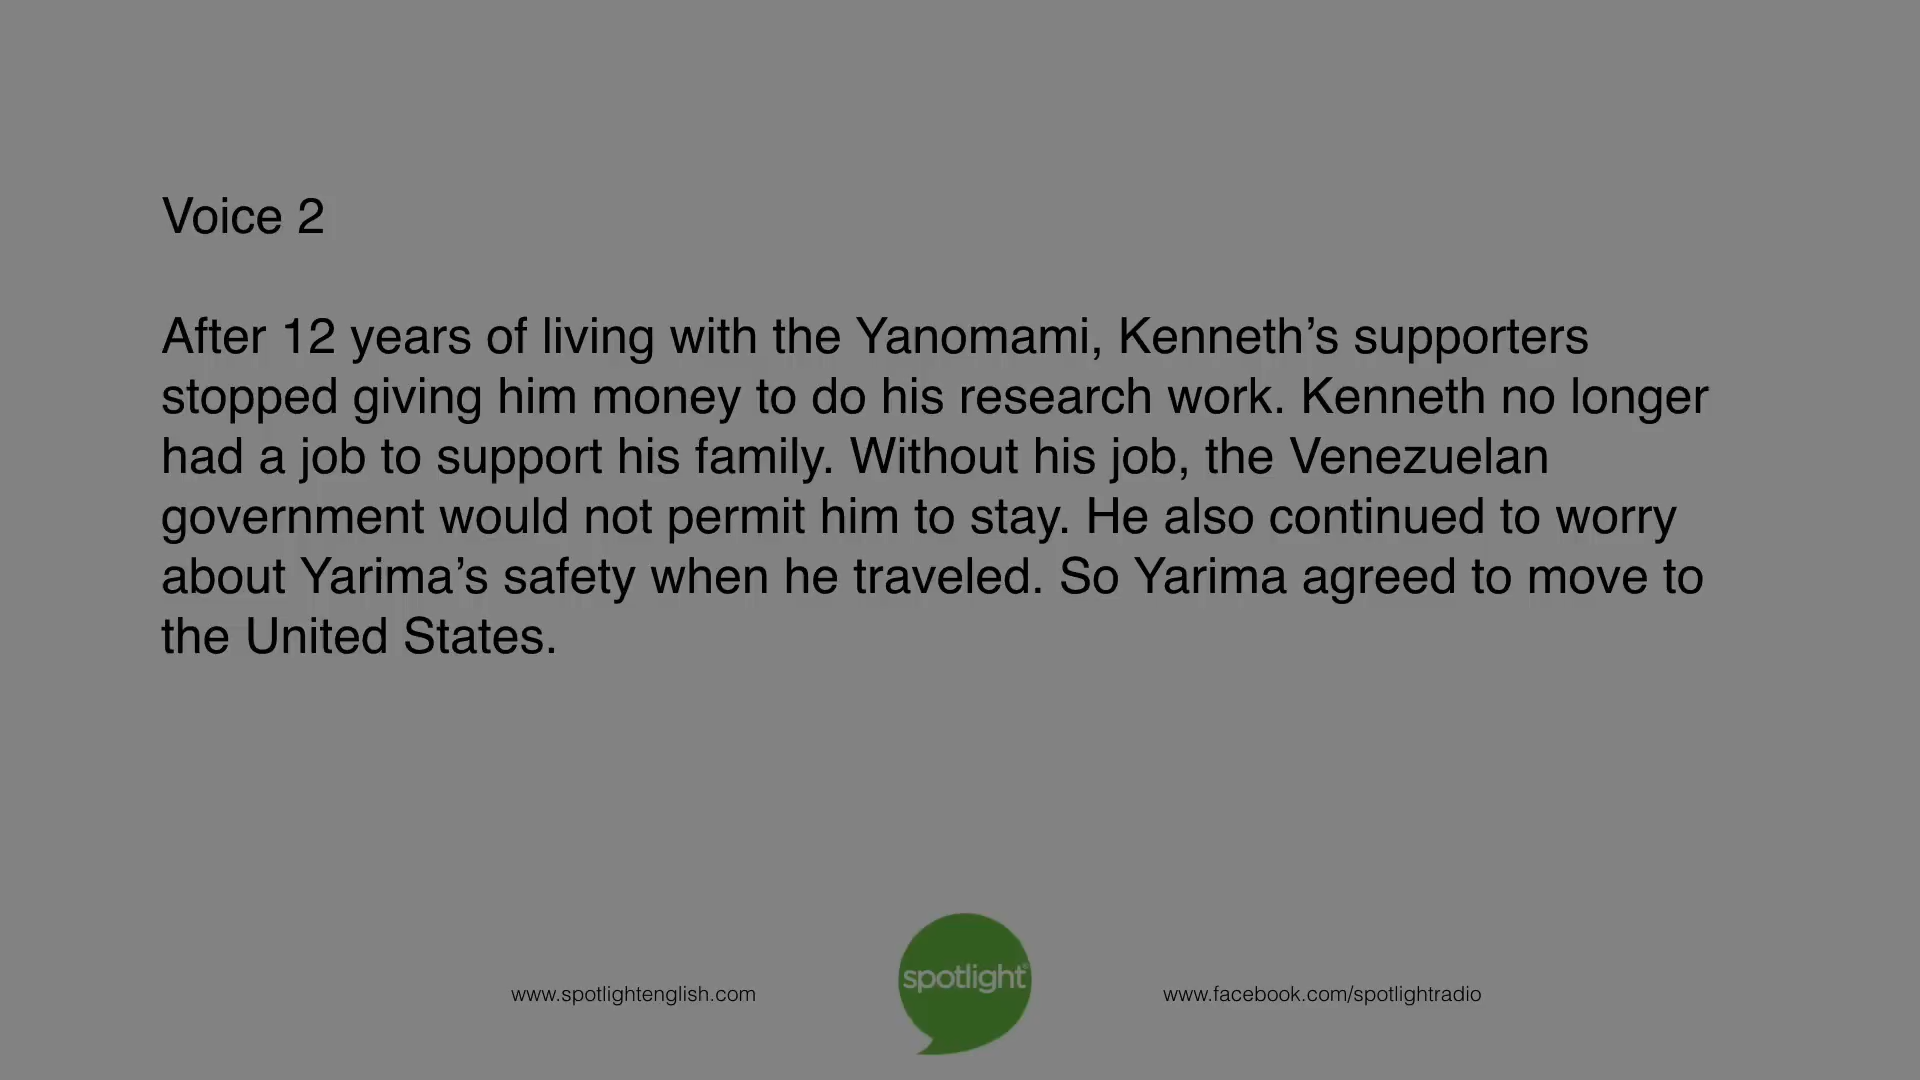 Voice 2
After 12 years of living with the Yanomami, Kenneth’s supporters
stopped giving him money to do his research work. Kenneth no longer
had a job to support his family. Without his job, the Venezuelan
government would not permit him to stay. He also continued to worry
about Yarima’s safety when he traveled. So Yarima agreed to move to
the United States.
spotlight®
www.spotlightenglish.com
www.facebook.com/spotlightradio